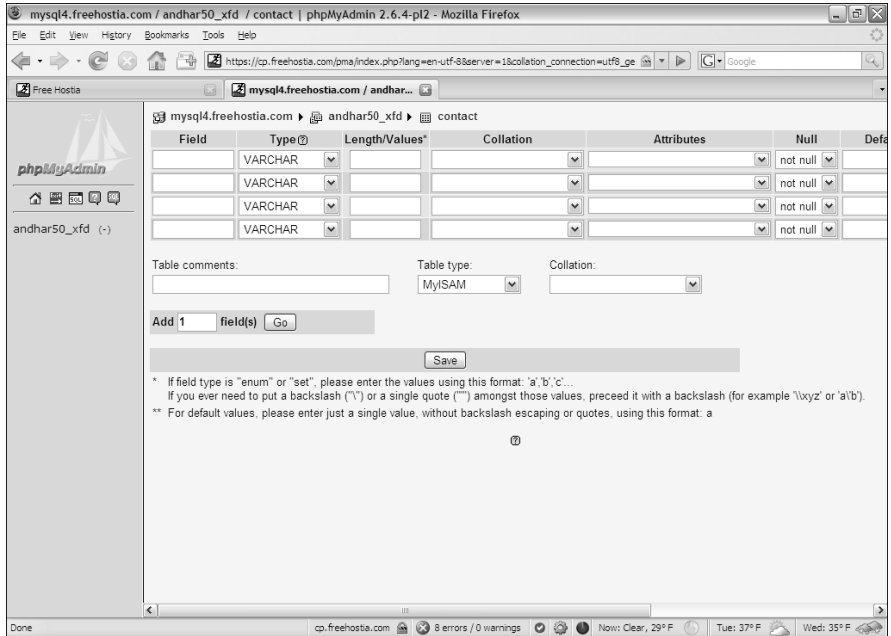 mysql4.freehostia.com / andhar50_xfd / contact | phpMyAdmin 2.6.4-pl2 - Mozilla Firefox
File Edit View History Bookmarks Tools Help
https://cp.freehostia.com/pma/index.php?lang=en-utf-8&server=1&collation_connection=utf8_ge G Google
Free Hostia mysql4.freehostia.com / andhar...
mysql4.freehostia.com andhar50_xfd contact
Field Type Length/Values* Collation Attributes Null Defa
VARCHAR not null
VARCHAR not null
VARCHAR not null
VARCHAR not null
phpMyAdmin
SQL
andhar50_xfd (-)
Table comments: Table type: Collation:
MyISAM
Add 1 field(s) Go
Save
* If field type is "enum" or "set", please enter the values using this format: 'a','b','c'...
If you ever need to put a backslash ("\") or a single quote ("'") amongst those values, preceed it with a backslash (for example '\\xyz' or 'a\'b').
** For default values, please enter just a single value, without backslash escaping or quotes, using this format: a
Done cp.freehostia.com 8 errors / 0 warnings Now: Clear, 29° F Tue: 37° F Wed: 35° F